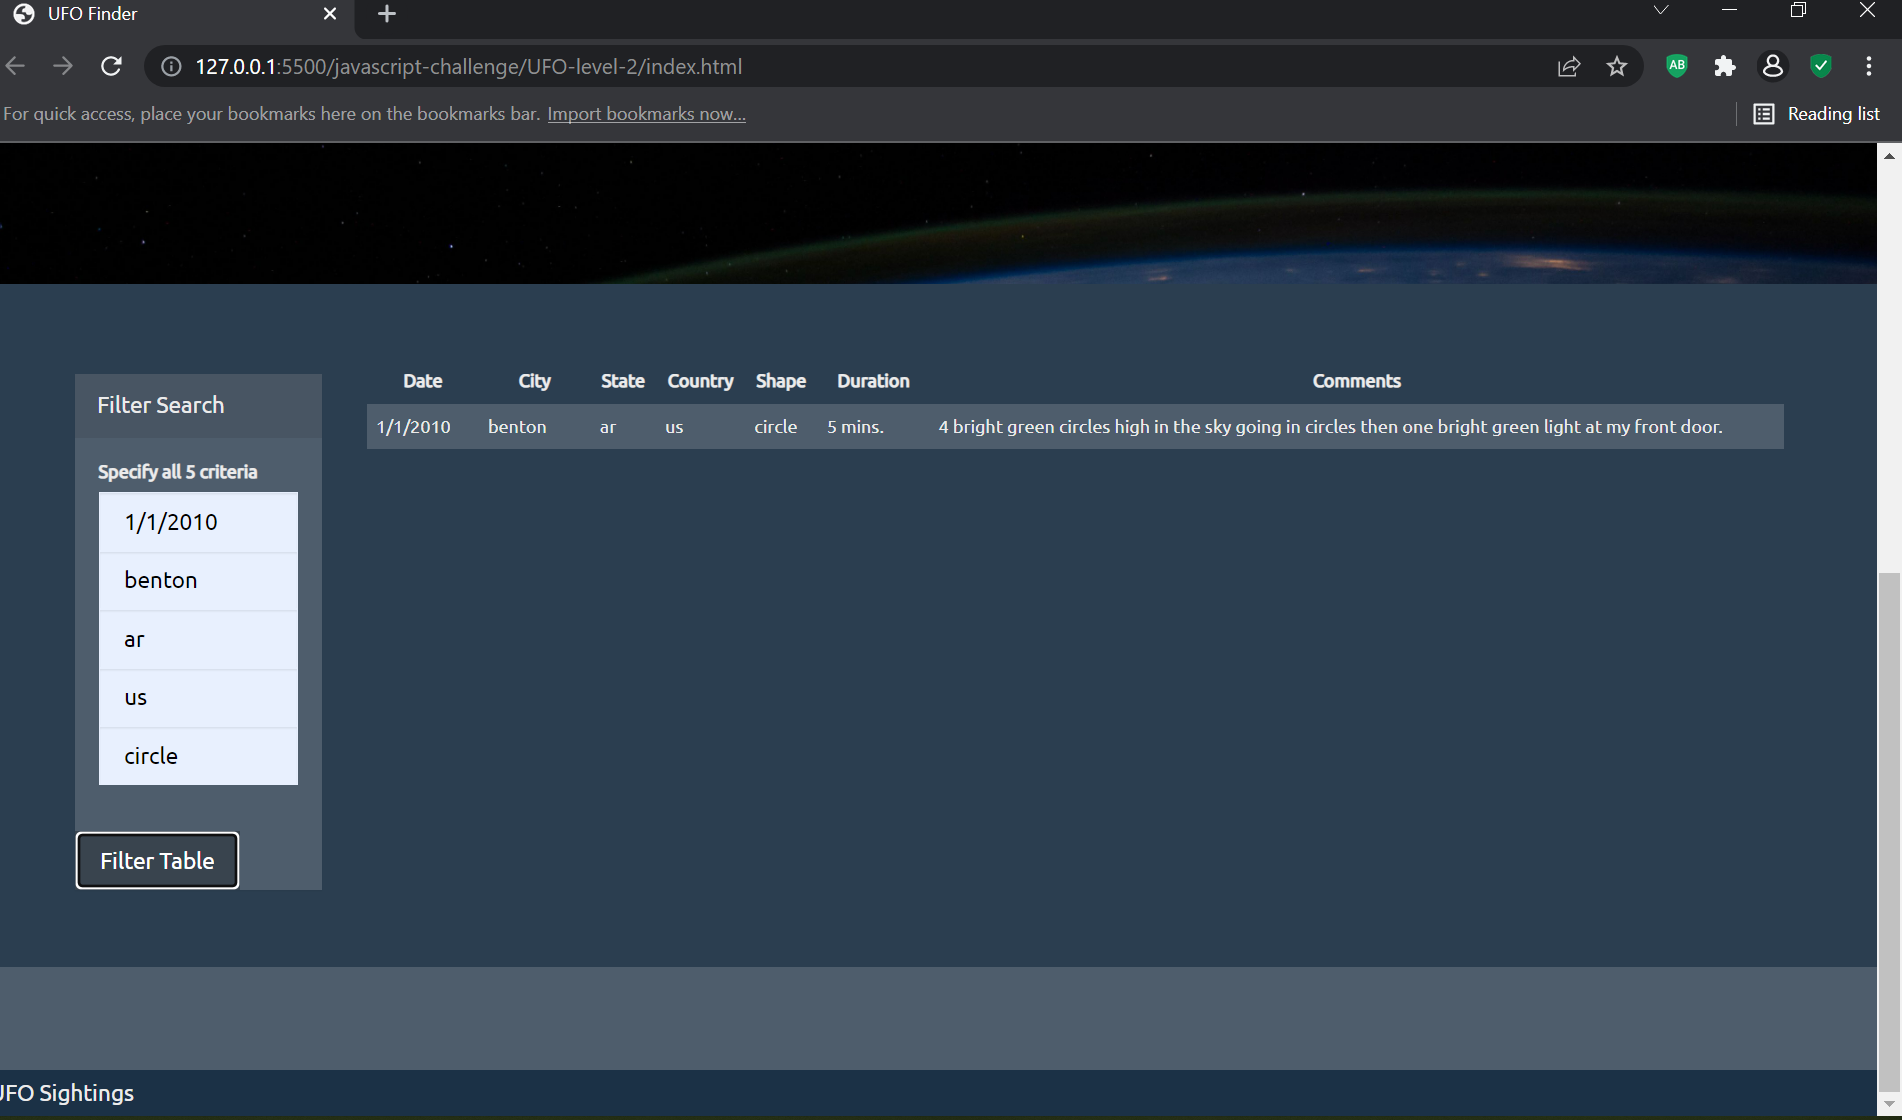 UFO Finder
127.0.0.1:5500/javascript-challenge/UFO-level-2/index.html
AB
For quick access, place your bookmarks here on the bookmarks bar. Import bookmarks now...
Reading list
Filter Search
Specify all 5 criteria
1/1/2010
benton
ar
us
circle
Filter Table
Date City State Country Shape Duration Comments
1/1/2010 benton ar us circle 5 mins. 4 bright green circles high in the sky going in circles then one bright green light at my front door.
UFO Sightings